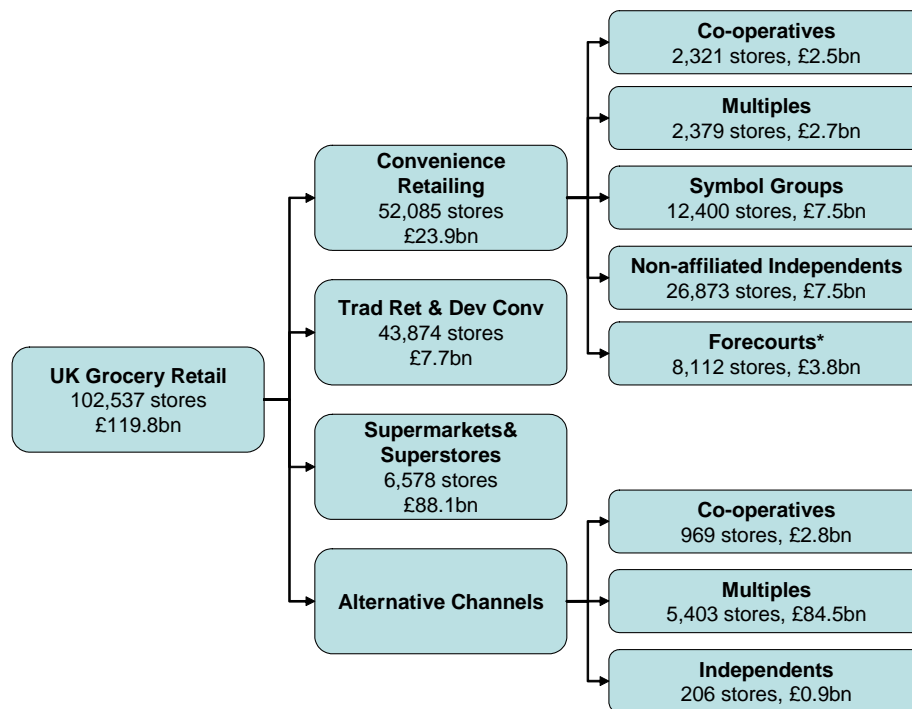 UK Grocery Retail
102,537 stores
£119.8bn
Convenience
Retailing
52,085 stores
£23.9bn
Trad Ret & Dev Conv
43,874 stores
£7.7bn
Supermarkets&
Superstores
6,578 stores
£88.1bn
Alternative Channels
Co-operatives
2,321 stores, £2.5bn
Multiples
2,379 stores, £2.7bn
Symbol Groups
12,400 stores, £7.5bn
Non-affiliated Independents
26,873 stores, £7.5bn
Forecourts*
8,112 stores, £3.8bn
Co-operatives
969 stores, £2.8bn
Multiples
5,403 stores, £84.5bn
Independents
206 stores, £0.9bn